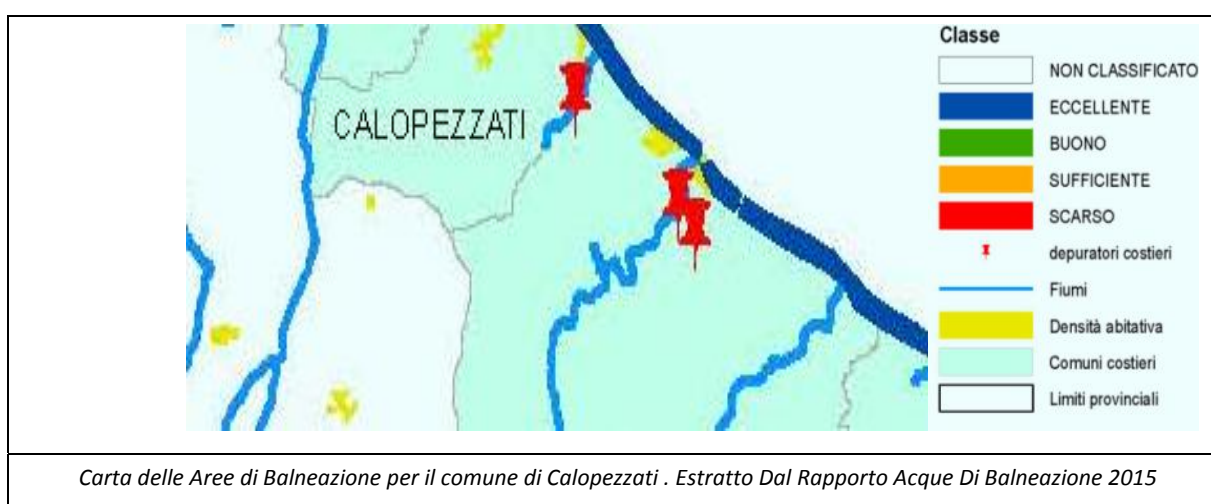 Classe
NON CLASSIFICATO
ECCELLENTE
CALOPEZZATI
BUONO
SUFFICIENTE
SCARSO
depuratori costieri
Fiumi
Densità abitativa
Comuni costieri
Limiti provinciali
Carta delle Aree di Balneazione per il comune di Calopezzati . Estratto Dal Rapporto Acque Di Balneazione 2015